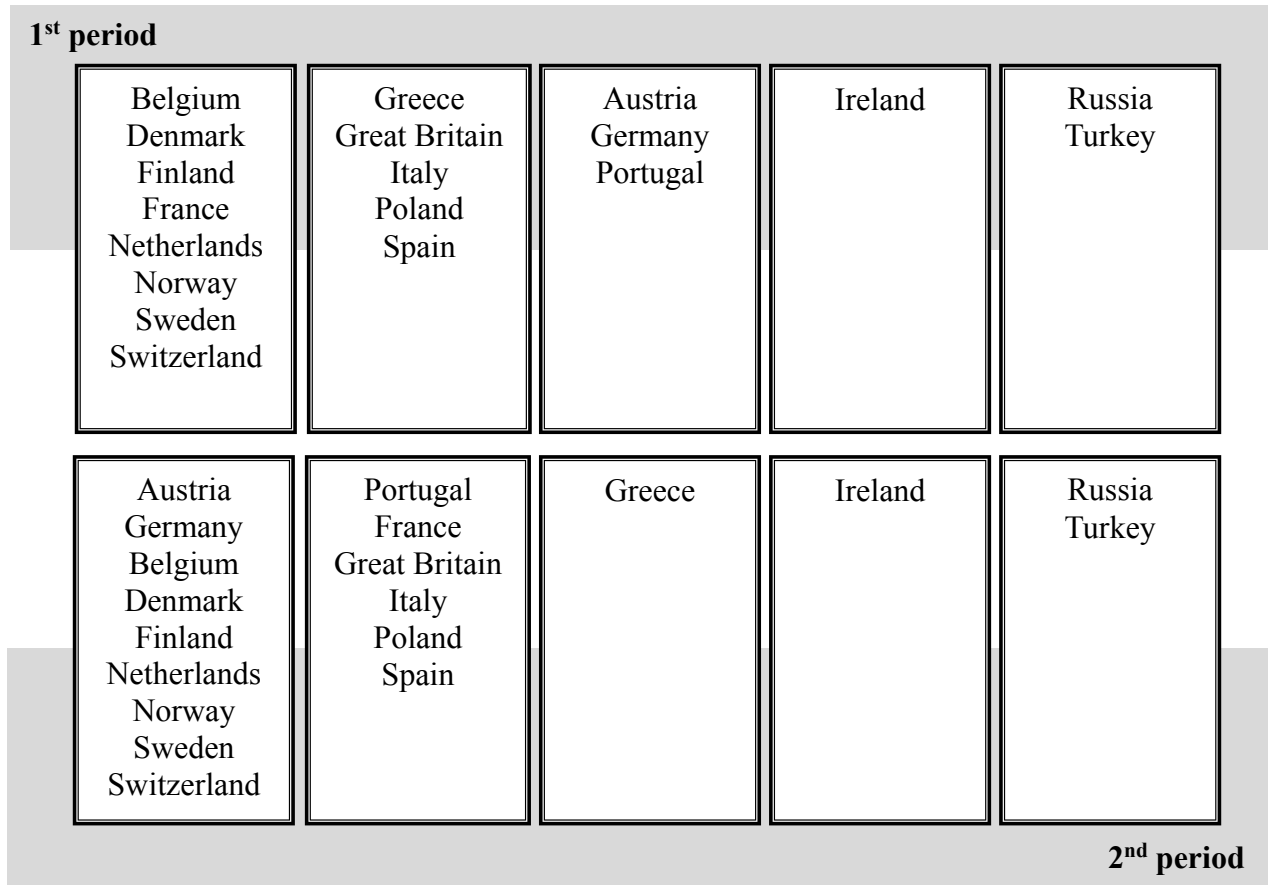 1st period
Belgium
Denmark
Finland
France
Netherlands
Norway
Sweden
Switzerland
Greece
Great Britain
Italy
Poland
Spain
Austria
Germany
Portugal
Ireland
Russia
Turkey
Austria
Germany
Belgium
Denmark
Finland
Netherlands
Norway
Sweden
Switzerland
Portugal
France
Great Britain
Italy
Poland
Spain
Greece
Ireland
Russia
Turkey
2nd period